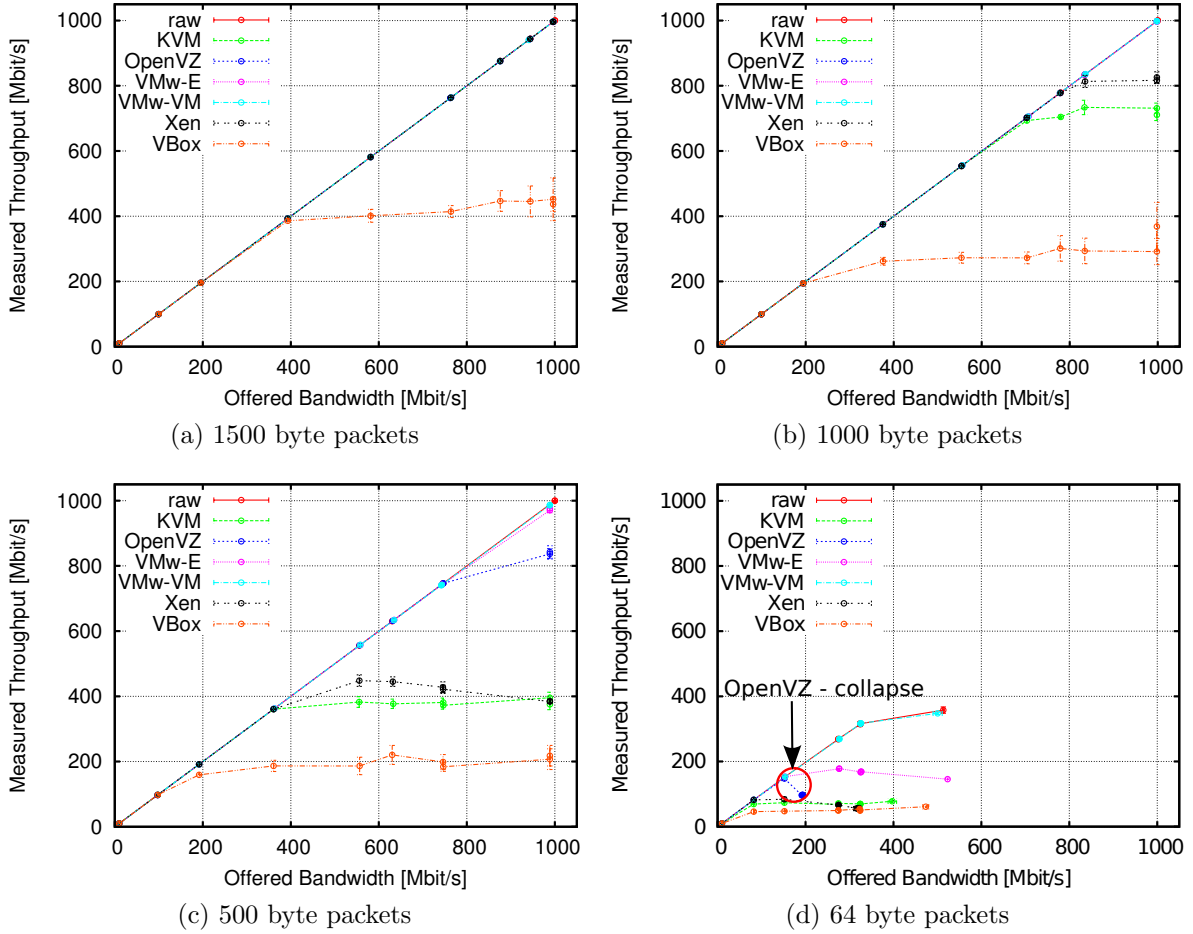 1000
800
600
400
200
0
Measured Throughput [Mbit/s]
raw
KVM
OpenVZ
VMw-E
VMw-VM
Xen
VBox
0 200 400 600 800 1000
Offered Bandwidth [Mbit/s]
(a) 1500 byte packets
1000
800
600
400
200
0
Measured Throughput [Mbit/s]
raw
KVM
OpenVZ
VMw-E
VMw-VM
Xen
VBox
0 200 400 600 800 1000
Offered Bandwidth [Mbit/s]
(b) 1000 byte packets
1000
800
600
400
200
0
Measured Throughput [Mbit/s]
raw
KVM
OpenVZ
VMw-E
VMw-VM
Xen
VBox
0 200 400 600 800 1000
Offered Bandwidth [Mbit/s]
(c) 500 byte packets
1000
800
600
400
200
0
Measured Throughput [Mbit/s]
raw
KVM
OpenVZ
VMw-E
VMw-VM
Xen
VBox
OpenVZ - collapse
0 200 400 600 800 1000
Offered Bandwidth [Mbit/s]
(d) 64 byte packets